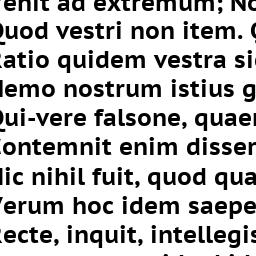 venit ad extremum; No
Quod vestri non item. Q
Ratio quidem vestra sic
Nemo nostrum istius g
Qui-vere falsone, quaer
Contemnit enim disser
Hic nihil fuit, quod qua
Verum hoc idem saepe
Recte, inquit, intellegis